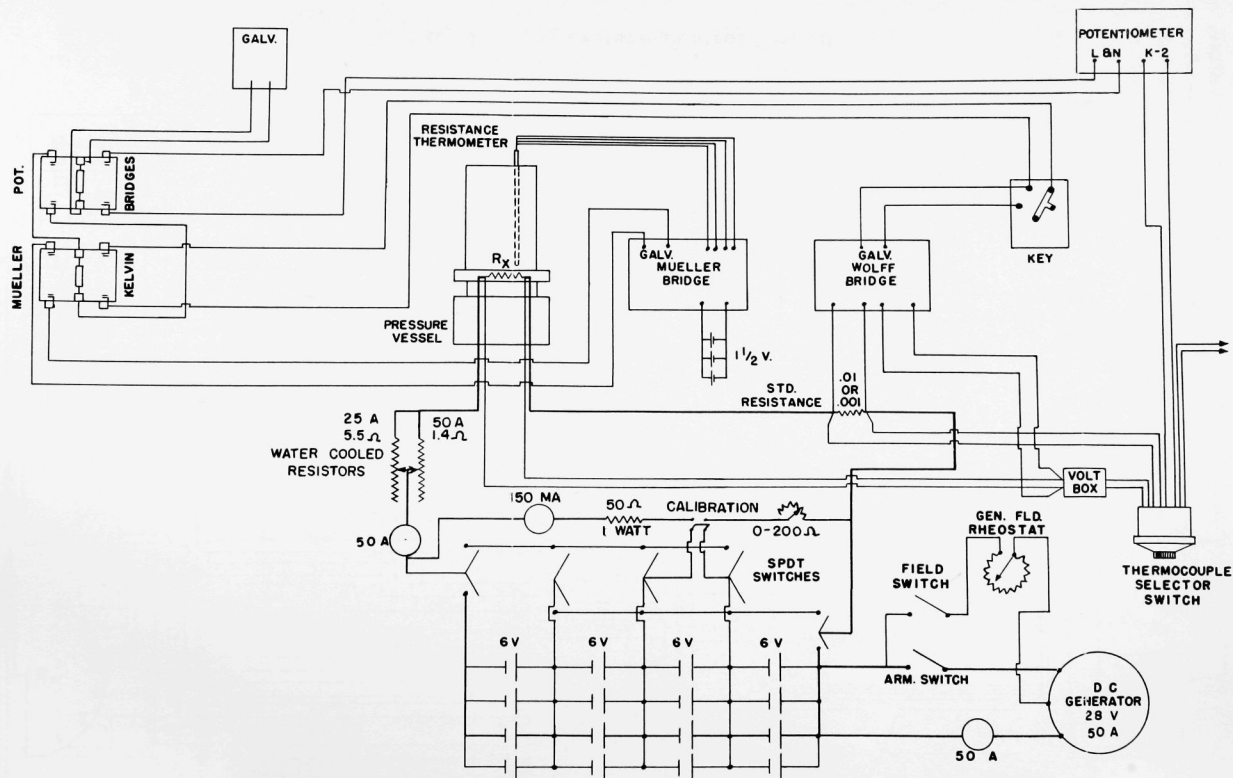 GALV.
POTENTIOMETER
L & N K-2
RESISTANCE
THERMOMETER
POT.
BRIDGES
MUELLER
KELVIN
RX
PRESSURE
VESSEL
GALV.
MUELLER
BRIDGE
1 1/2 V.
GALV.
WOLFF
BRIDGE
KEY
STD.
RESISTANCE
.01
OR
.001
25 A
5.5 Ω
50 A
1.4 Ω
WATER COOLED
RESISTORS
VOLT
BOX
150 MA
50 Ω
1 WATT
CALIBRATION
0-200 Ω
50 A
SPDT
SWITCHES
GEN. FLD.
RHEOSTAT
FIELD
SWITCH
THERMOCOUPLE
SELECTOR
SWITCH
6 V 6 V 6 V 6 V
ARM. SWITCH
D C
GENERATOR
28 V
50 A
50 A